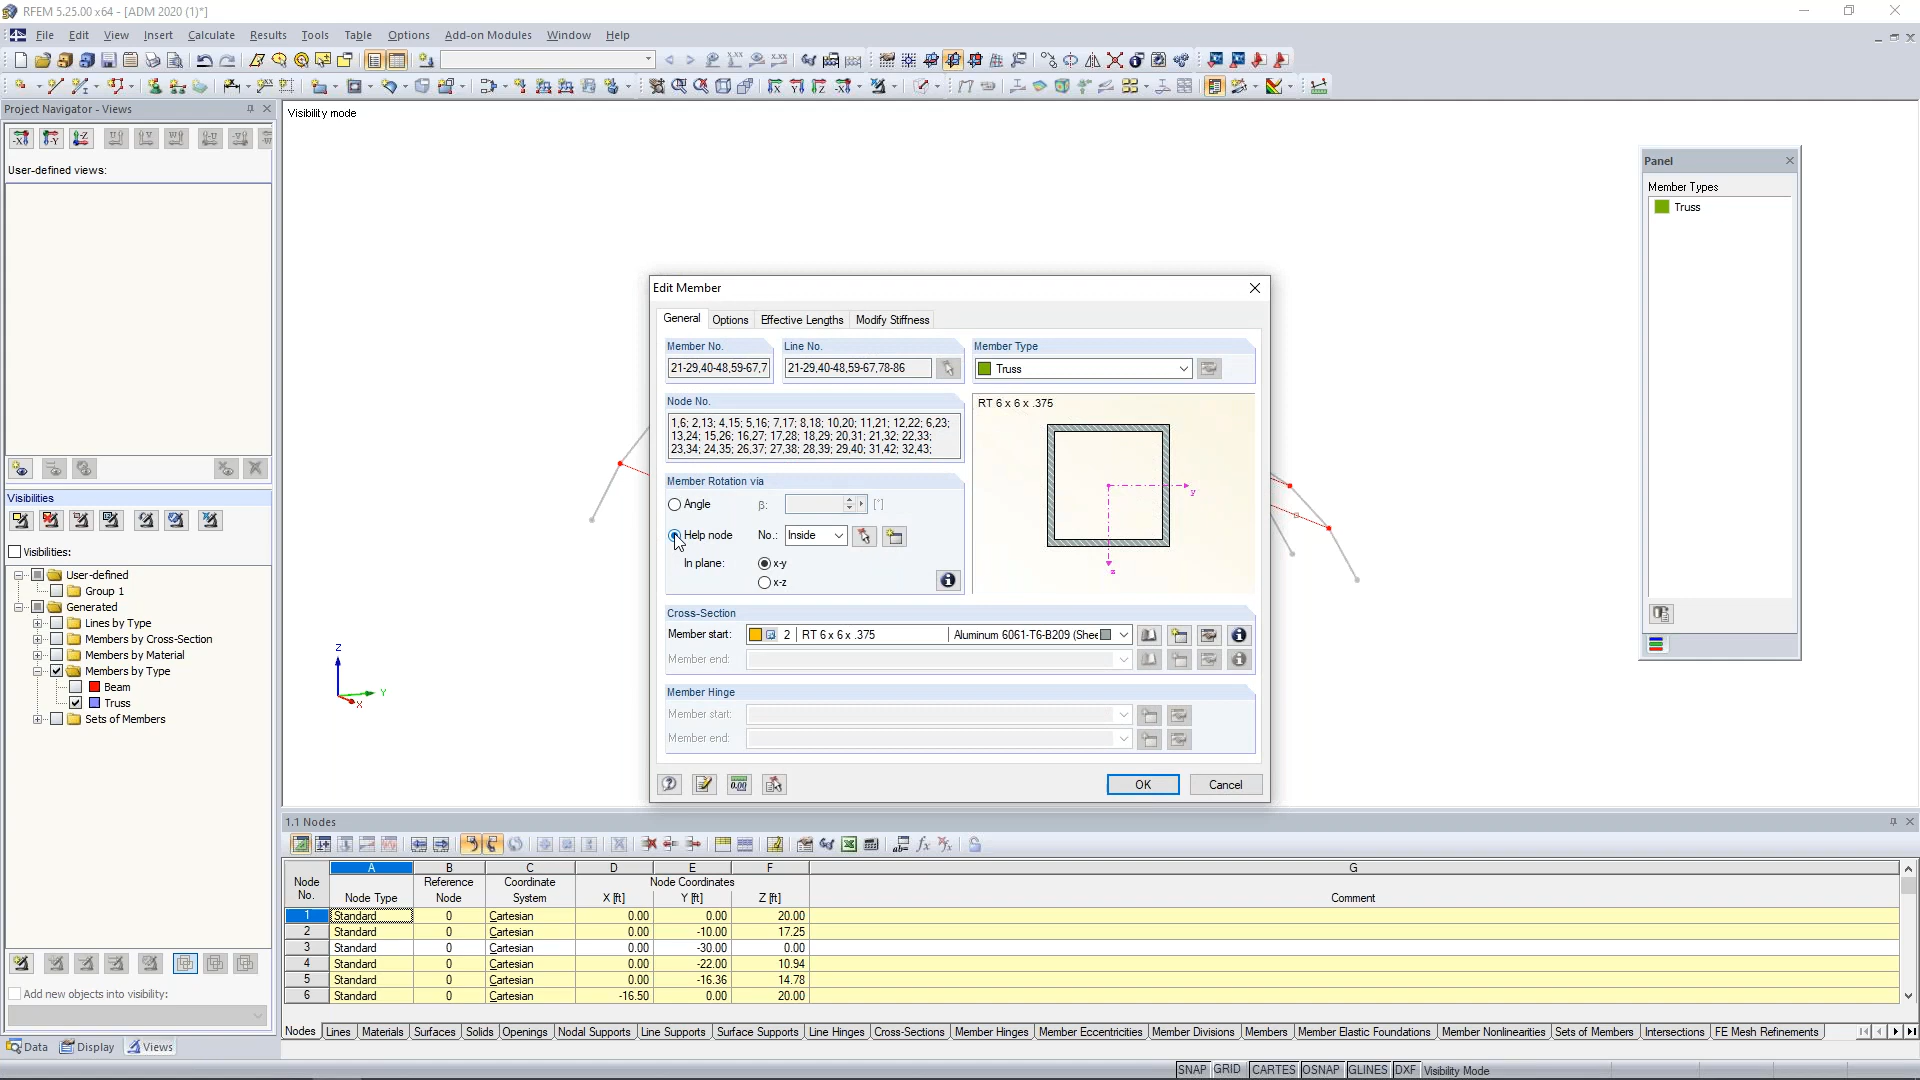 RFEM 5.25.00 x64 - [ADM 2020 (1)*]
File Edit View Insert Calculate Results Tools Table Options Add-on Modules Window Help
Project Navigator - Views
Visibility mode
User-defined views:
Panel
Member Types
Truss
Edit Member
General Options Effective Lengths Modify Stiffness
Member No. Line No. Member Type
21-29,40-48,59-67,7 21-29,40-48,59-67,78-86 Truss
Node No.
RT 6 x 6 x .375
1,6; 2,13; 4,15; 5,16; 7,17; 8,18; 10,20; 11,21; 12,22; 6,23;
13,24; 15,26; 16,27; 17,28; 18,29; 20,31; 21,32; 22,33;
23,34; 24,35; 26,37; 27,38; 28,39; 29,40; 31,42; 32,43;
Member Rotation via
Angle β: [°]
Help node No.: Inside
In plane: x-y
x-z
y
z
Cross-Section
Member start: 2 RT 6 x 6 x .375 Aluminum 6061-T6-B209 (Shee
Member end:
Member Hinge
Member start:
Member end:
OK Cancel
Visibilities
Visibilities:
User-defined
Group 1
Generated
Lines by Type
Members by Cross-Section
Members by Material
Members by Type
Beam
Truss
Sets of Members
Z
Y
X
Add new objects into visibility:
Data Display Views
1.1 Nodes
A B C D E F G
Node No. Node Type Reference Node Coordinate System Node Coordinates X [ft] Y [ft] Z [ft] Comment
1 Standard 0 Cartesian 0.00 0.00 20.00
2 Standard 0 Cartesian 0.00 -10.00 17.25
3 Standard 0 Cartesian 0.00 -30.00 0.00
4 Standard 0 Cartesian 0.00 -22.00 10.94
5 Standard 0 Cartesian 0.00 -16.36 14.78
6 Standard 0 Cartesian -16.50 0.00 20.00
Nodes Lines Materials Surfaces Solids Openings Nodal Supports Line Supports Surface Supports Line Hinges Cross-Sections Member Hinges Member Eccentricities Member Divisions Members Member Elastic Foundations Member Nonlinearities Sets of Members Intersections FE Mesh Refinements
SNAP GRID CARTES OSNAP GLINES DXF Visibility Mode